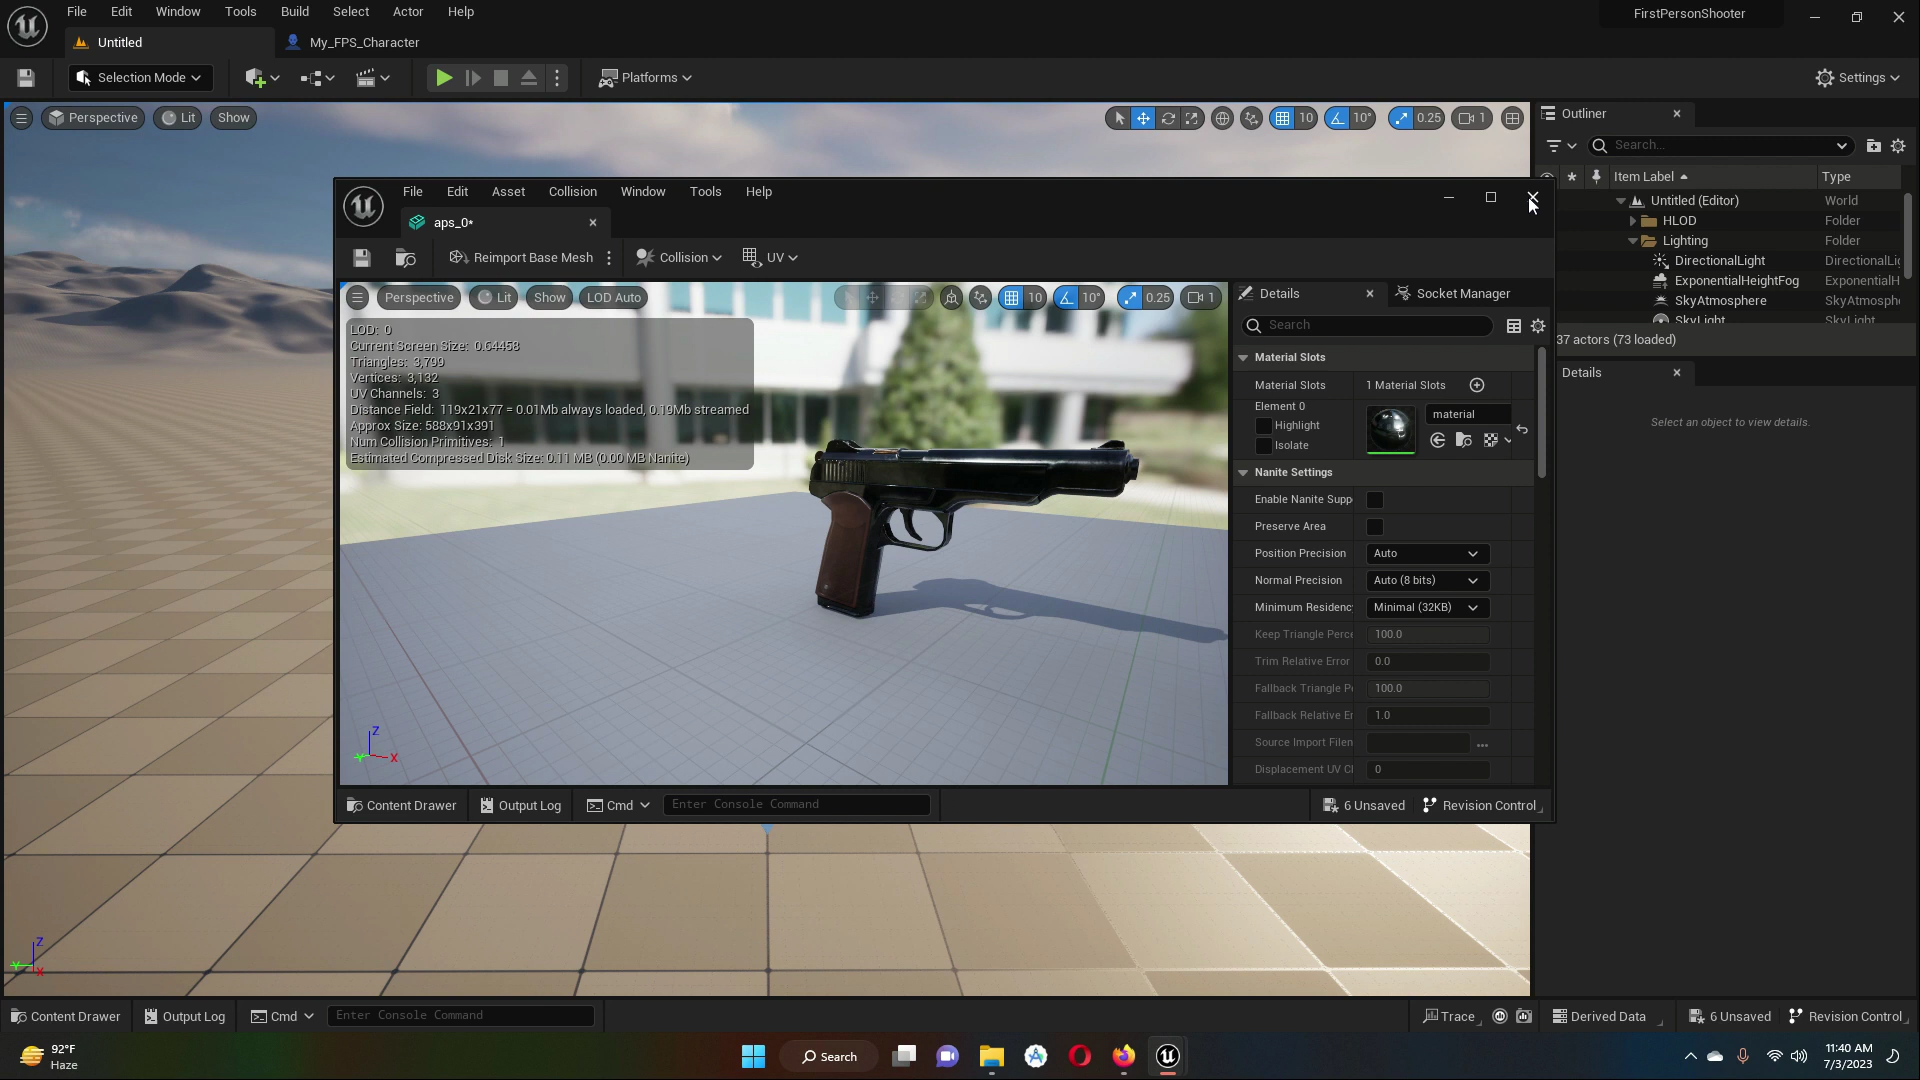 File Edit Window Tools Build Select Actor Help
FirstPersonShooter
Untitled
My_FPS_Character
Selection Mode
Platforms
Settings
Perspective Lit Show
10 10° 0.25 1
Outliner
Search...
Item Label Type
Untitled (Editor) World
HLOD Folder
Lighting Folder
DirectionalLight DirectionalLig
ExponentialHeightFog ExponentialH
SkyAtmosphere SkyAtmosph
SkyLight SkyLight
37 actors (73 loaded)
Details
Select an object to view details.
File Edit Asset Collision Window Tools Help
aps_0*
Reimport Base Mesh
Collision
UV
Perspective Lit Show LOD Auto
10 10° 0.25 1
LOD: 0
Current Screen Size: 0.64458
Triangles: 3,799
Vertices: 3,132
UV Channels: 3
Distance Field: 119x21x77 = 0.01Mb always loaded, 0.19Mb streamed
Approx Size: 588x91x391
Num Collision Primitives: 1
Estimated Compressed Disk Size: 0.11 MB (0.00 MB Nanite)
Z
Y
X
Details
Socket Manager
Search
Material Slots
Material Slots 1 Material Slots
Element 0
Highlight
Isolate
material
Nanite Settings
Enable Nanite Supp
Preserve Area
Position Precision Auto
Normal Precision Auto (8 bits)
Minimum Residenc Minimal (32KB)
Keep Triangle Perce 100.0
Trim Relative Error 0.0
Fallback Triangle Pe 100.0
Fallback Relative Er 1.0
Source Import Filen
Displacement UV Cl 0
Content Drawer Output Log Cmd Enter Console Command
6 Unsaved Revision Control
Z
Y
X
Content Drawer Output Log Cmd Enter Console Command
Trace Derived Data 6 Unsaved Revision Control
92°F
Haze
Search
11:40 AM
7/3/2023